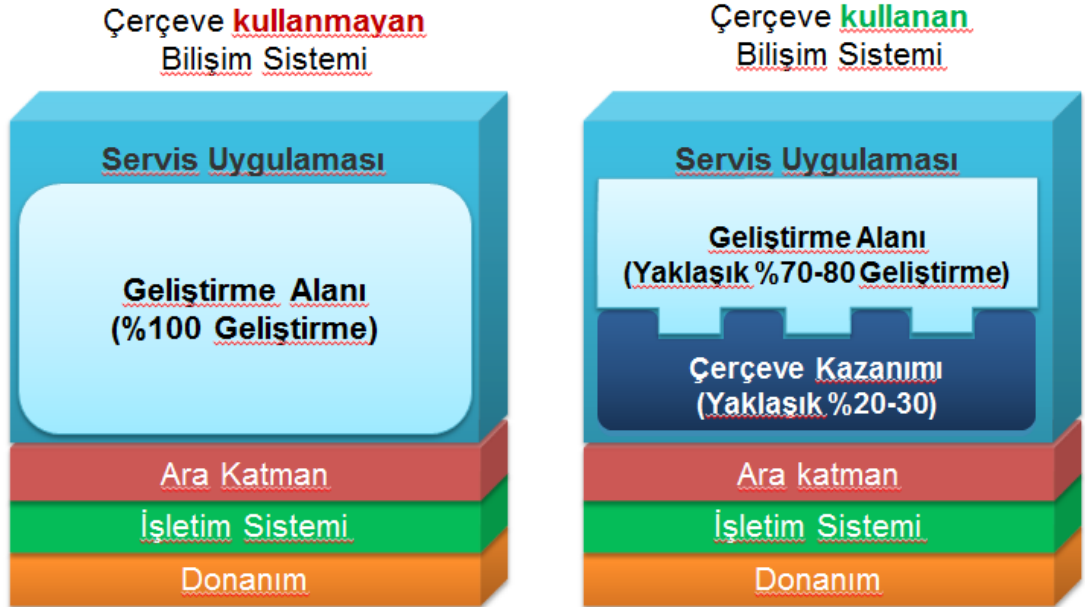 Çerçeve kullanmayan
Bilişim Sistemi
Servis Uygulaması
Geliştirme Alanı
(%100 Geliştirme)
Ara Katman
İşletim Sistemi
Donanım
Çerçeve kullanan
Bilişim Sistemi
Servis Uygulaması
Geliştirme Alanı
(Yaklaşık %70-80 Geliştirme)
Çerçeve Kazanımı
(Yaklaşık %20-30)
Ara katman
İşletim Sistemi
Donanım